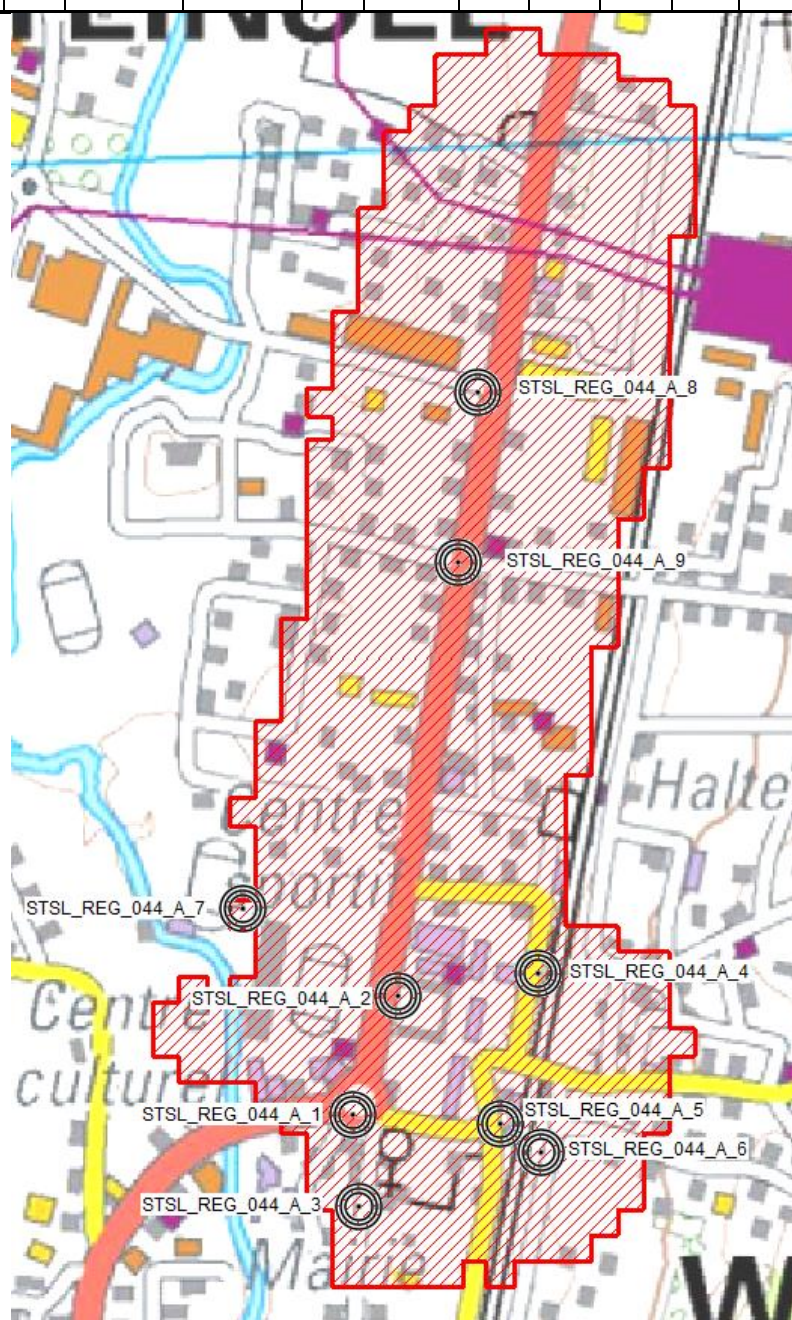 STSL_REG_044_A_8
STSL_REG_044_A_9
Halte
Centre
sportif
STSL_REG_044_A_7
STSL_REG_044_A_4
STSL_REG_044_A_2
Centre
culturel
STSL_REG_044_A_1
STSL_REG_044_A_5
STSL_REG_044_A_6
STSL_REG_044_A_3
Mairie
W